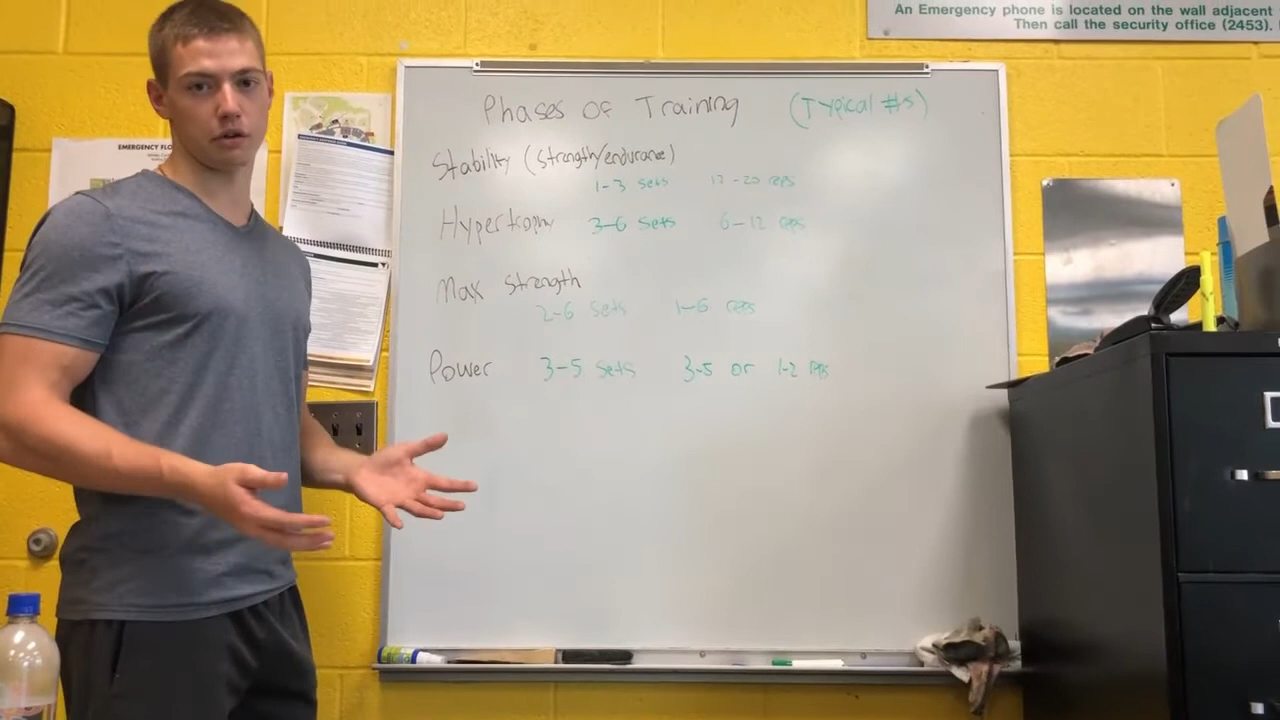 An Emergency phone is located on the wall adjacent
Then call the security office (2453).
EMERGENCY FLO
Phases of Training (Typical #s)
Stability (strength/endurance)
1-3 sets 12-20 reps
Hypertrophy 3-6 sets 6-12 reps
Max Strength
2-6 sets 1-6 reps
Power 3-5 sets 3-5 or 1-2 reps